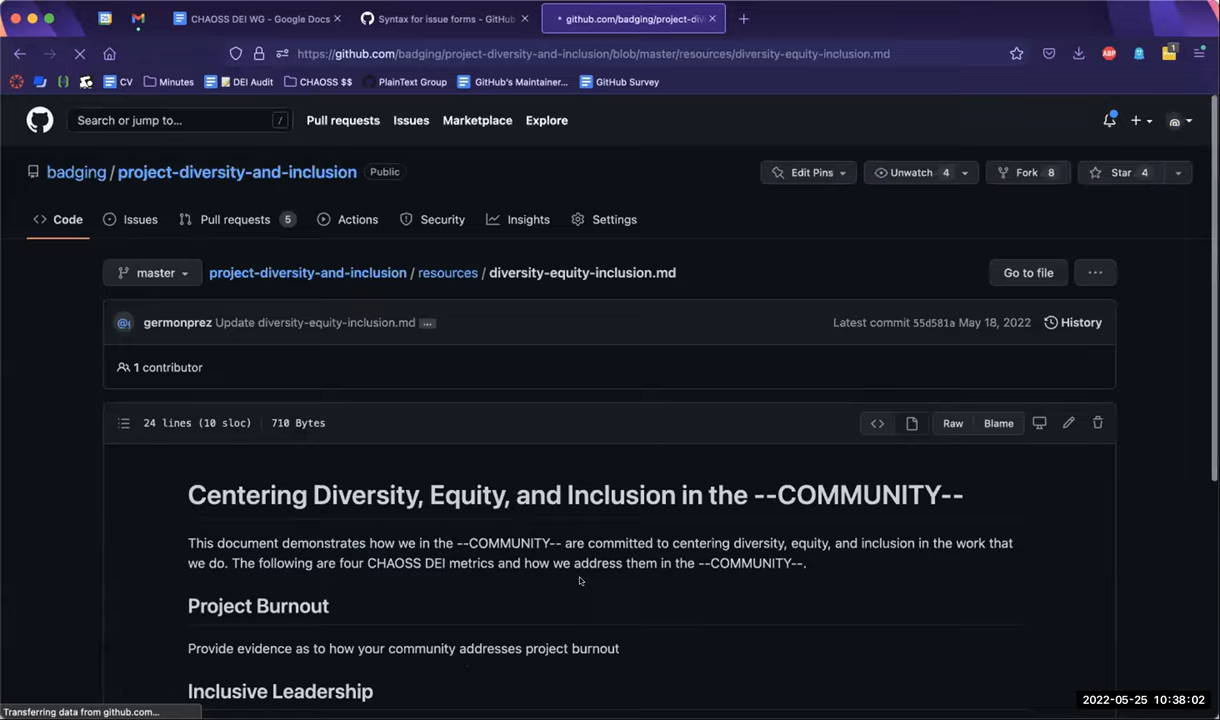 CHAOSS DEI WG - Google Docs
Syntax for issue forms - GitHub
github.com/badging/project-div
https://github.com/badging/project-diversity-and-inclusion/blob/master/resources/diversity-equity-inclusion.md
ABP
1
CV
Minutes
DEI Audit
CHAOSS $$
PlainText Group
GitHub's Maintainer...
GitHub Survey
Search or jump to...
/
Pull requests
Issues
Marketplace
Explore
badging / project-diversity-and-inclusion
Public
Edit Pins
Unwatch 4
Fork 8
Star 4
Code
Issues
Pull requests 5
Actions
Security
Insights
Settings
master
project-diversity-and-inclusion / resources / diversity-equity-inclusion.md
Go to file
...
germonprez Update diversity-equity-inclusion.md ...
Latest commit 55d581a May 18, 2022
History
1 contributor
24 lines (10 sloc) | 710 Bytes
Raw
Blame
Centering Diversity, Equity, and Inclusion in the --COMMUNITY--
This document demonstrates how we in the --COMMUNITY-- are committed to centering diversity, equity, and inclusion in the work that
we do. The following are four CHAOSS DEI metrics and how we address them in the --COMMUNITY--.
Project Burnout
Provide evidence as to how your community addresses project burnout
Inclusive Leadership
Transferring data from github.com...
2022-05-25 10:38:02